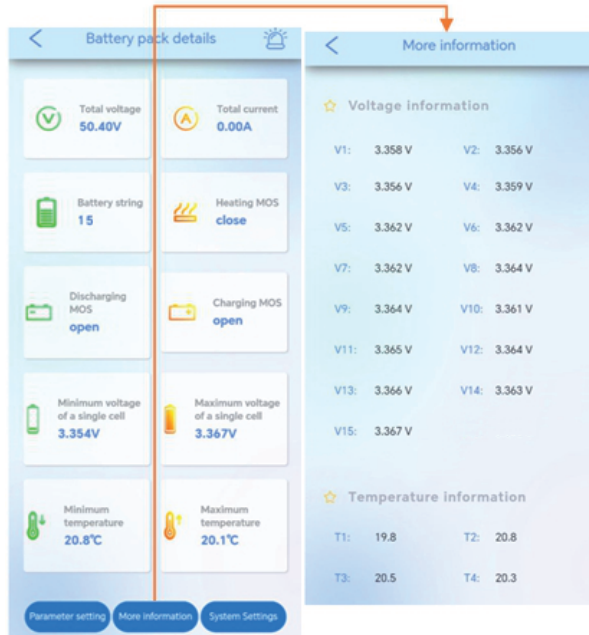 Battery pack details
Total voltage
50.40V
Total current
0.00A
Battery string
15
Heating MOS
close
Discharging
MOS
open
Charging MOS
open
Minimum voltage
of a single cell
3.354V
Maximum voltage
of a single cell
3.367V
Minimum
temperature
20.8℃
Maximum
temperature
20.1℃
Parameter setting
More information
System Settings
More information
Voltage information
V1: 3.358 V V2: 3.356 V
V3: 3.356 V V4: 3.359 V
V5: 3.362 V V6: 3.362 V
V7: 3.362 V V8: 3.364 V
V9: 3.364 V V10: 3.361 V
V11: 3.365 V V12: 3.364 V
V13: 3.366 V V14: 3.363 V
V15: 3.367 V
Temperature information
T1: 19.8 T2: 20.8
T3: 20.5 T4: 20.3